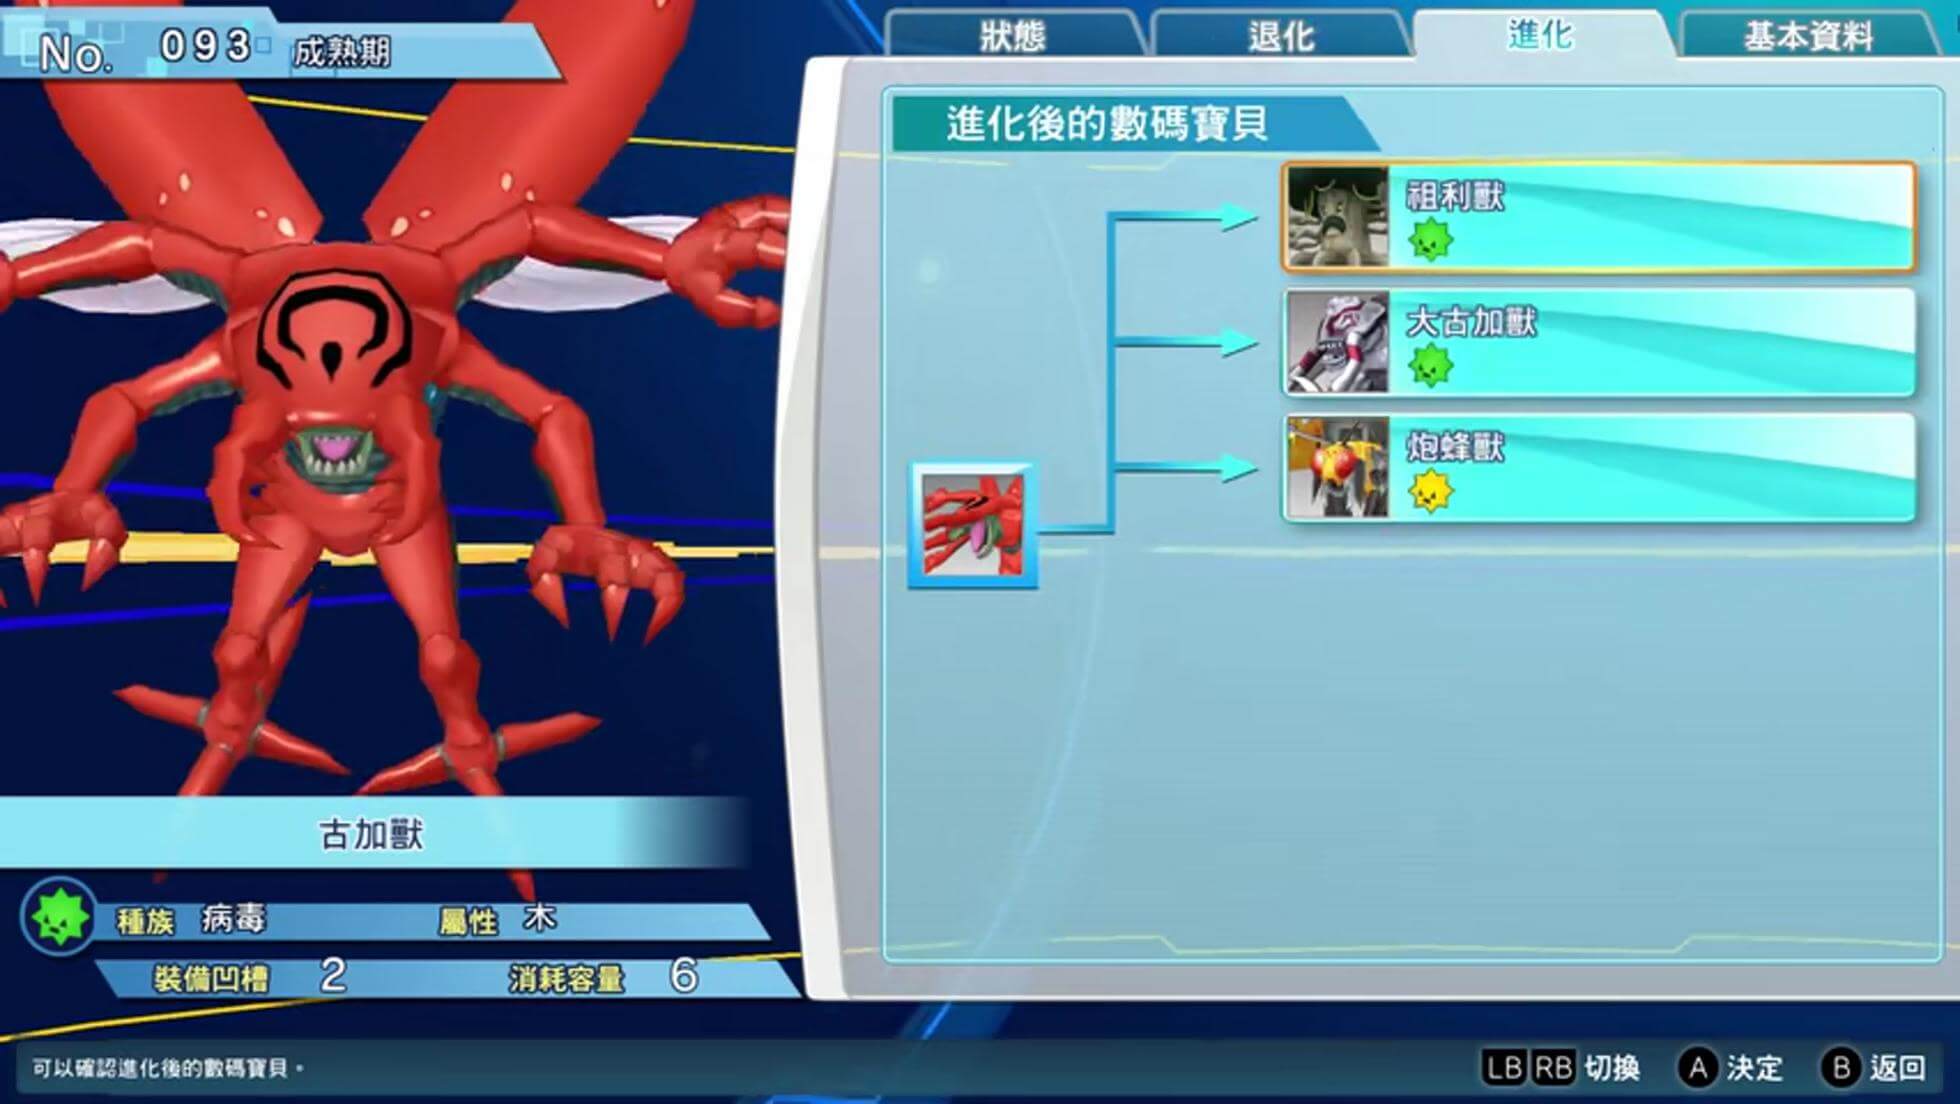 No. 093 成熟期
狀態 退化 進化 基本資料
進化後的數碼寶貝
祖利獸
大古加獸
炮蜂獸
古加獸
種族 病毒 屬性 木
裝備凹槽 2 消耗容量 6
可以確認進化後的數碼寶貝。
LB RB 切換 A 決定 B 返回